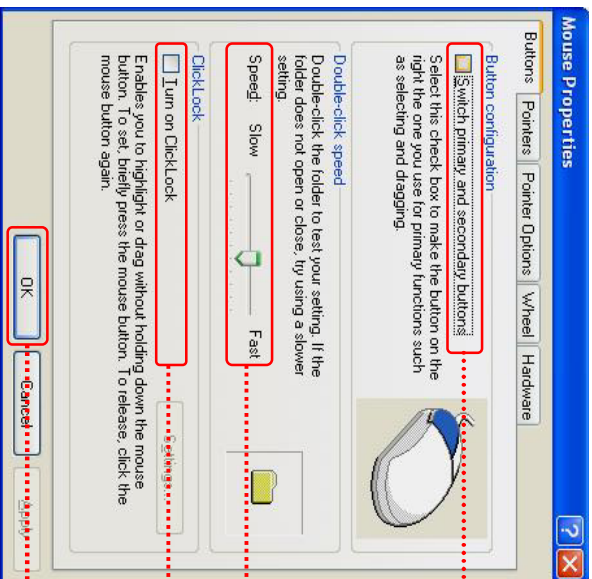 Mouse Properties
Buttons Pointers Pointer Options Wheel Hardware
Button configuration
Switch primary and secondary buttons
Select this check box to make the button on the
right the one you use for primary functions such
as selecting and dragging.
Double-click speed
Double-click the folder to test your setting. If the
folder does not open or close, try using a slower
setting.
Speed: Slow Fast
ClickLock
Turn on ClickLock Settings...
Enables you to highlight or drag without holding down the mouse
button. To set, briefly press the mouse button. To release, click the
mouse button again.
OK Cancel Apply